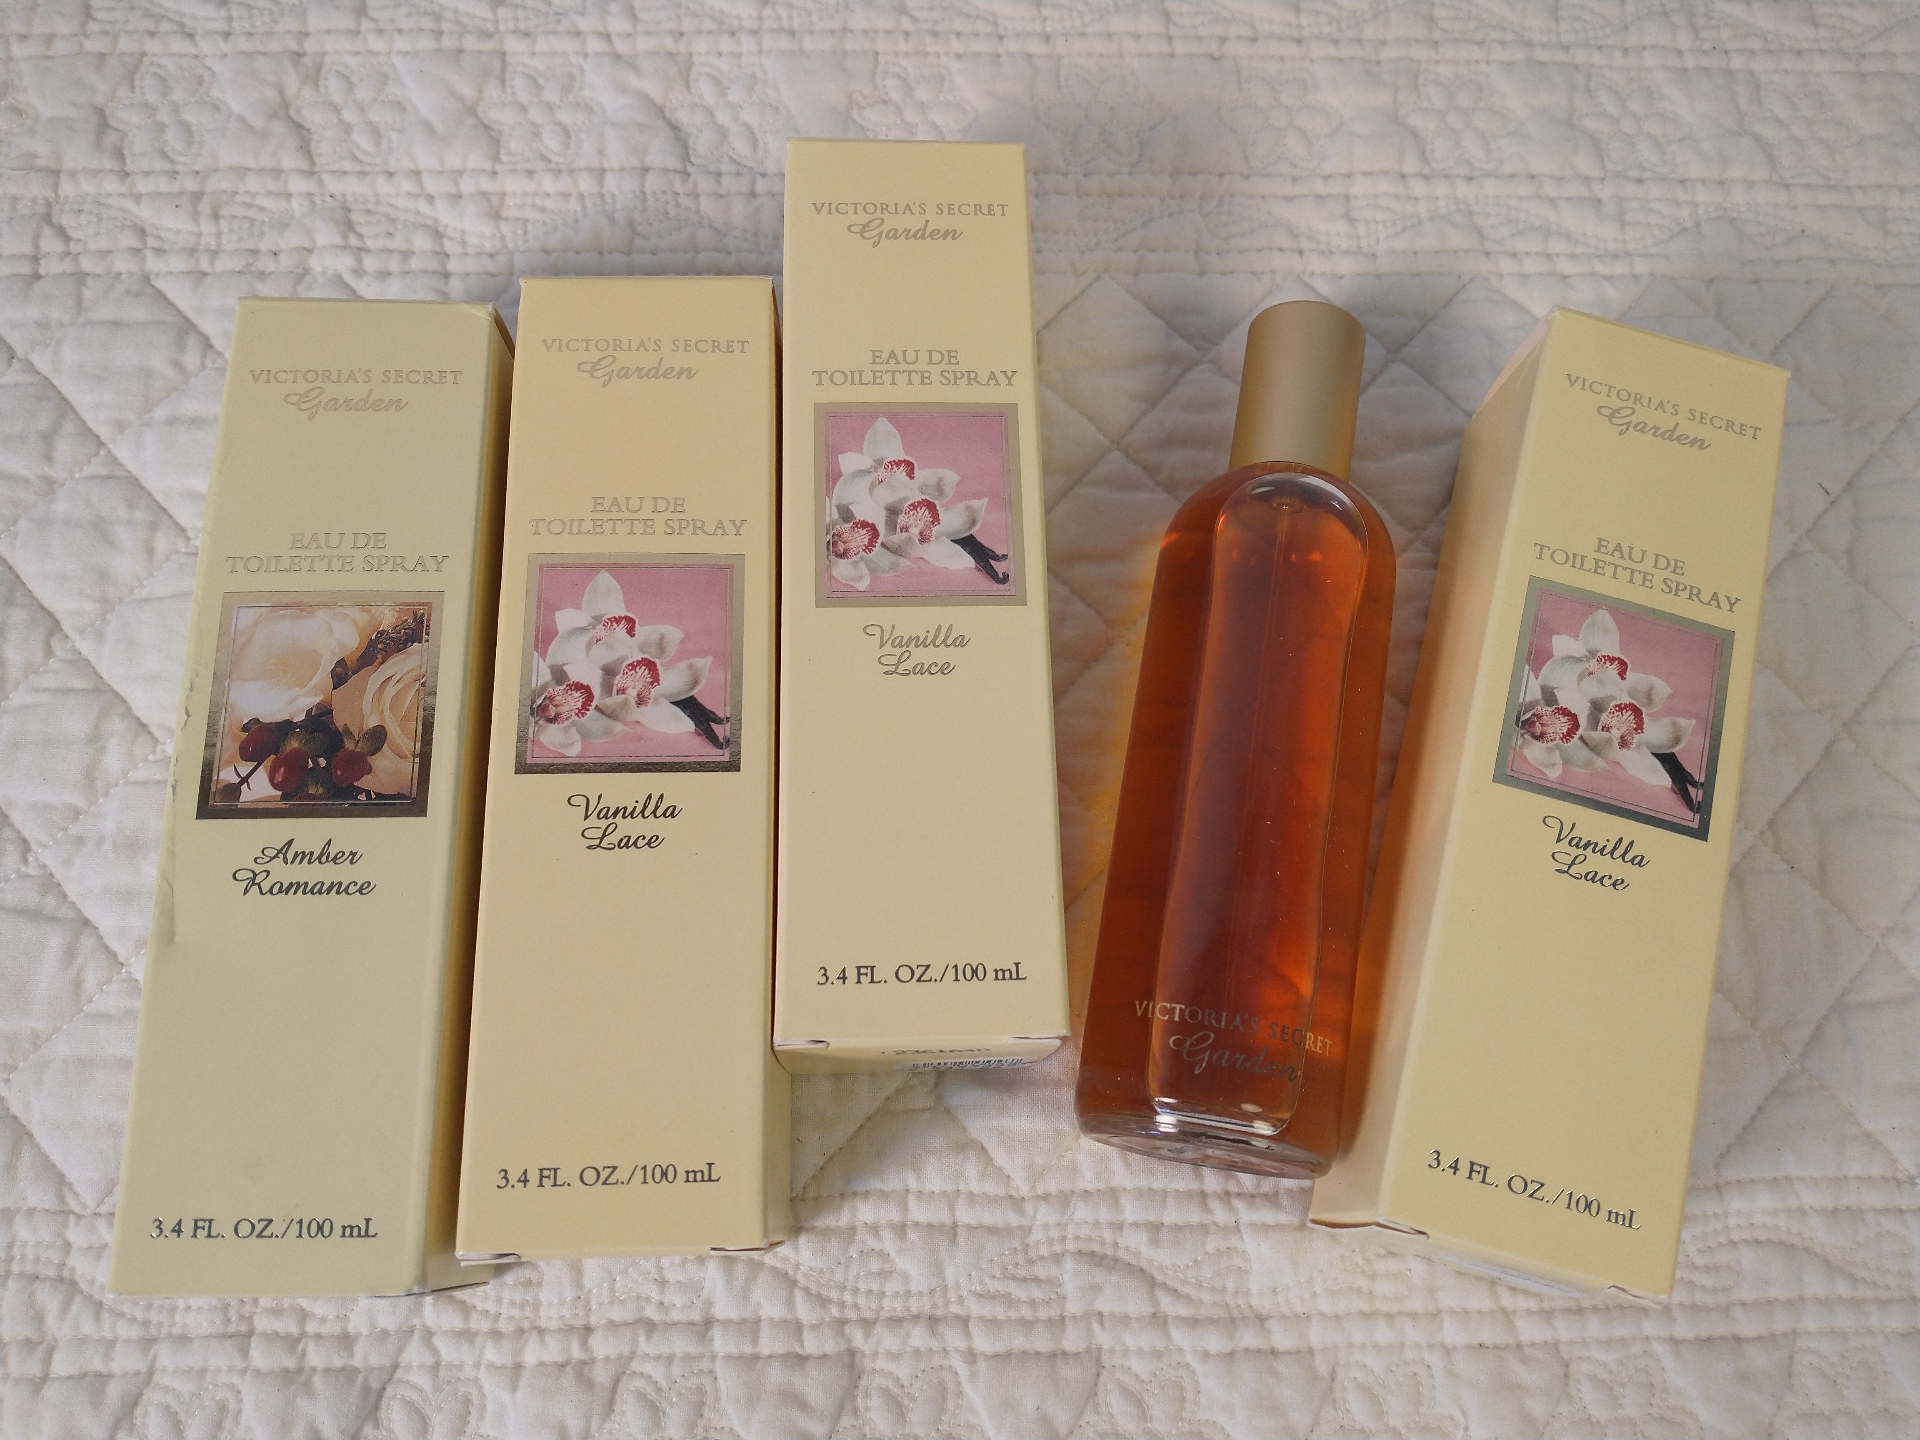 VICTORIA'S SECRET
Garden
EAU DE
TOILETTE SPRAY
Amber
Romance
3.4 FL. OZ./100 mL
VICTORIA'S SECRET
Garden
EAU DE
TOILETTE SPRAY
Vanilla
Lace
3.4 FL. OZ./100 mL
VICTORIA'S SECRET
Garden
EAU DE
TOILETTE SPRAY
Vanilla
Lace
3.4 FL. OZ./100 mL
VICTORIA'S SECRET
Garden
VICTORIA'S SECRET
Garden
EAU DE
TOILETTE SPRAY
Vanilla
Lace
3.4 FL. OZ./100 mL